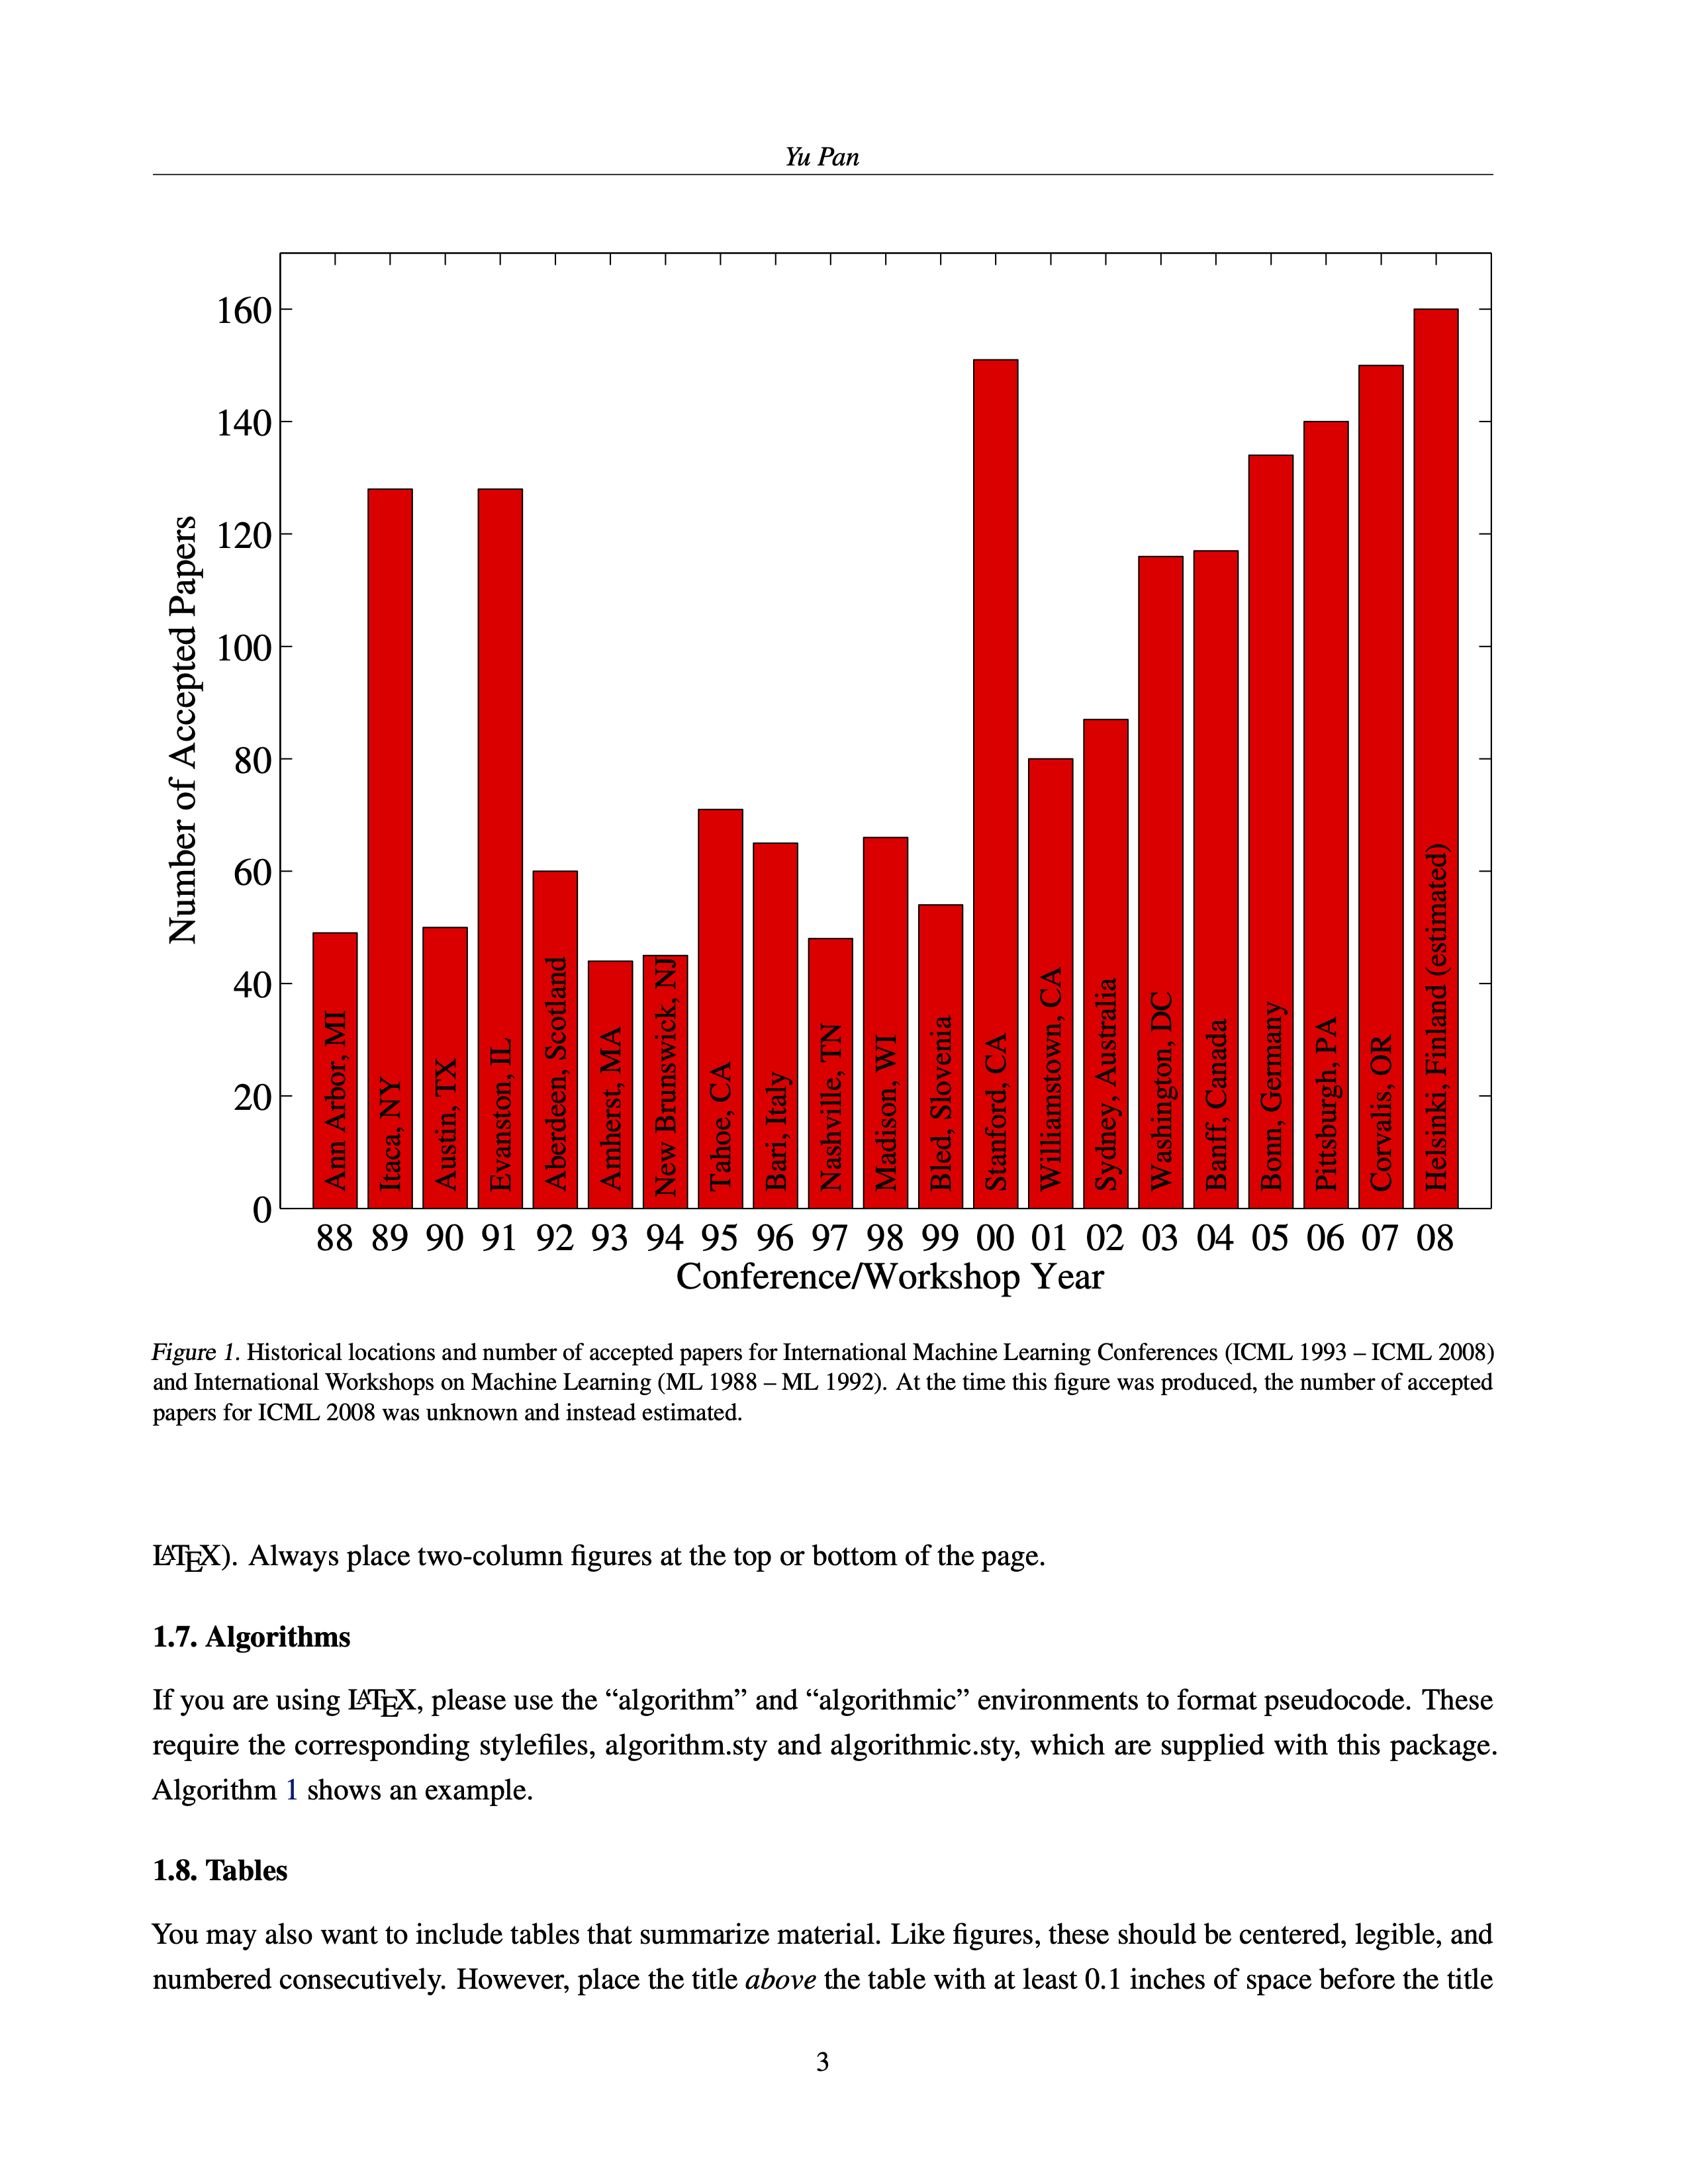 Yu Pan
160
140
120
100
80
60
40
20
0
Number of Accepted Papers
Ann Arbor, MI
Itaca, NY
Austin, TX
Evanston, IL
Aberdeen, Scotland
Amherst, MA
New Brunswick, NJ
Tahoe, CA
Bari, Italy
Nashville, TN
Madison, WI
Bled, Slovenia
Stanford, CA
Williamstown, CA
Sydney, Australia
Washington, DC
Banff, Canada
Bonn, Germany
Pittsburgh, PA
Corvalis, OR
Helsinki, Finland (estimated)
88 89 90 91 92 93 94 95 96 97 98 99 00 01 02 03 04 05 06 07 08
Conference/Workshop Year
Figure 1. Historical locations and number of accepted papers for International Machine Learning Conferences (ICML 1993 – ICML 2008)
and International Workshops on Machine Learning (ML 1988 – ML 1992). At the time this figure was produced, the number of accepted
papers for ICML 2008 was unknown and instead estimated.
LATEX). Always place two-column figures at the top or bottom of the page.
1.7. Algorithms
If you are using LATEX, please use the “algorithm” and “algorithmic” environments to format pseudocode. These
require the corresponding stylefiles, algorithm.sty and algorithmic.sty, which are supplied with this package.
Algorithm 1 shows an example.
1.8. Tables
You may also want to include tables that summarize material. Like figures, these should be centered, legible, and
numbered consecutively. However, place the title above the table with at least 0.1 inches of space before the title
3